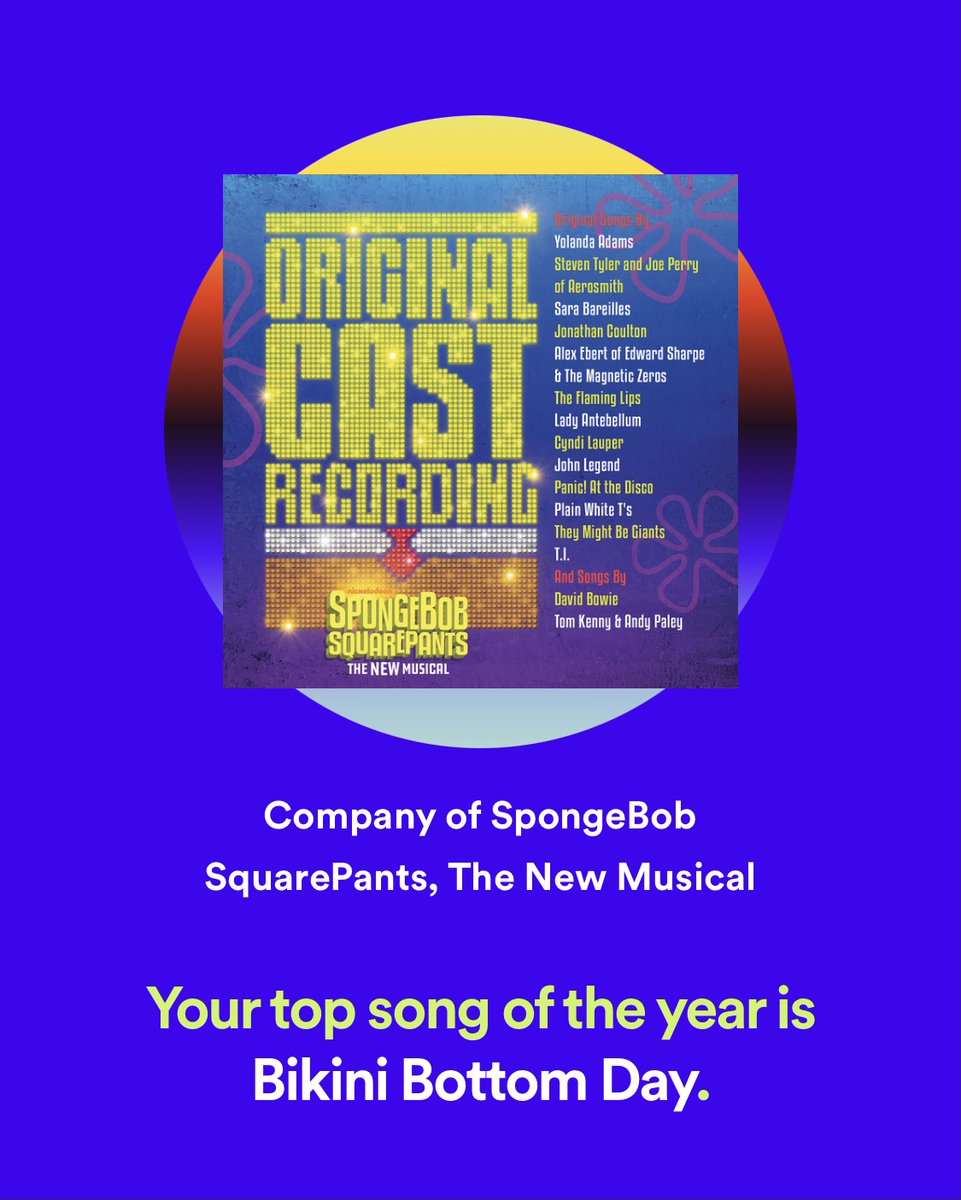 ORIGINAL
CAST
RECORDING
nickelodeon
SPONGEBOB
SQUAREPANTS
THE NEW MUSICAL
Original Songs By
Yolanda Adams
Steven Tyler and Joe Perry
of Aerosmith
Sara Bareilles
Jonathan Coulton
Alex Ebert of Edward Sharpe
& The Magnetic Zeros
The Flaming Lips
Lady Antebellum
Cyndi Lauper
John Legend
Panic! At the Disco
Plain White T's
They Might Be Giants
T.I.
And Songs By
David Bowie
Tom Kenny & Andy Paley
Company of SpongeBob
SquarePants, The New Musical
Your top song of the year is
Bikini Bottom Day.